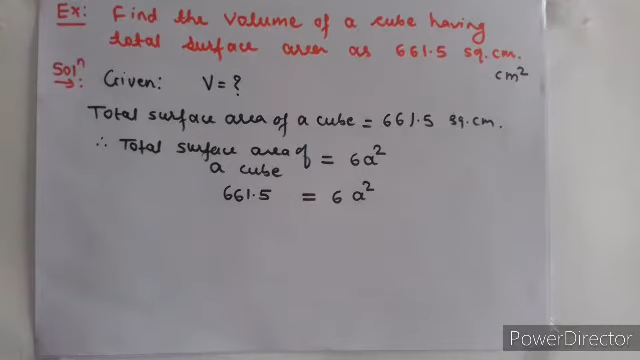 Ex: Find the volume of a cube having
total surface area as 661.5 sq.cm.
cm²
Solⁿ: Given: V = ?
Total surface area of a cube = 661.5 sq.cm.
∴ Total surface area of a cube = 6a²
661.5 = 6a²
PowerDirector